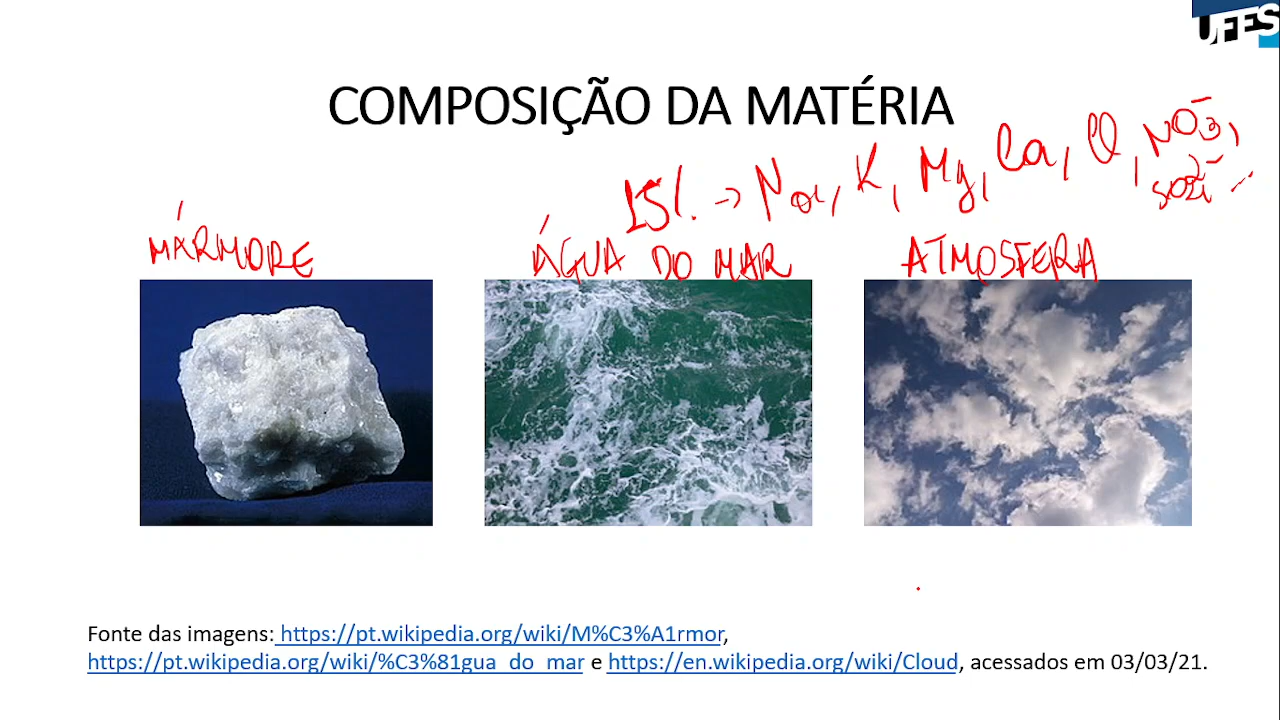 UFES
COMPOSIÇÃO DA MATÉRIA
15% → Na, K, Mg, Ca, Cl, NO3-,
SO42- ...
MÁRMORE
ÁGUA DO MAR
ATMOSFERA
Fonte das imagens: https://pt.wikipedia.org/wiki/M%C3%A1rmor,
https://pt.wikipedia.org/wiki/%C3%81gua_do_mar e https://en.wikipedia.org/wiki/Cloud, acessados em 03/03/21.